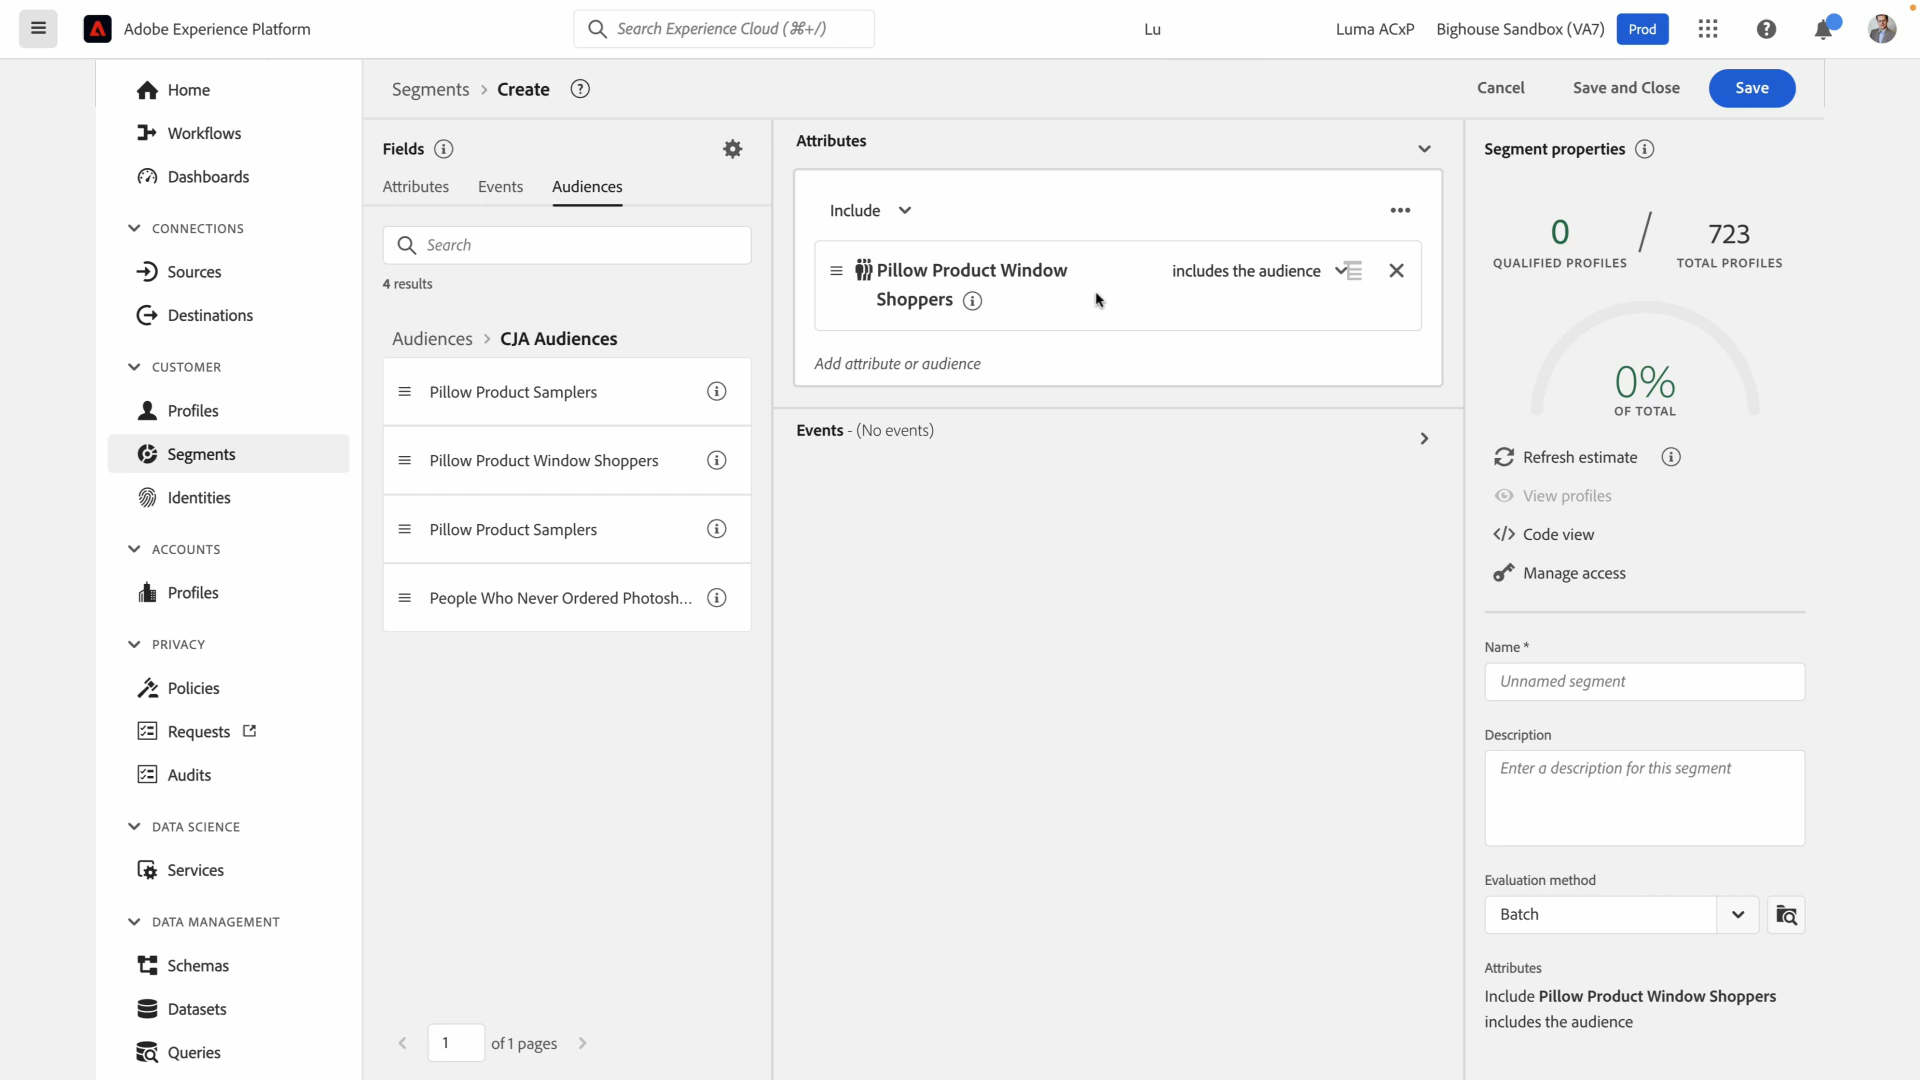 Adobe Experience Platform
Search Experience Cloud (⌘+/)
Lu
Luma ACxP
Bighouse Sandbox (VA7)
Prod
Home
Workflows
Dashboards
CONNECTIONS
Sources
Destinations
CUSTOMER
Profiles
Segments
Identities
ACCOUNTS
Profiles
PRIVACY
Policies
Requests
Audits
DATA SCIENCE
Services
DATA MANAGEMENT
Schemas
Datasets
Queries
Segments > Create
Cancel
Save and Close
Save
Fields
Attributes
Events
Audiences
Search
4 results
Audiences > CJA Audiences
Pillow Product Samplers
Pillow Product Window Shoppers
Pillow Product Samplers
People Who Never Ordered Photosh...
1 of 1 pages
Attributes
Include
Pillow Product Window
Shoppers
includes the audience
Add attribute or audience
Events - (No events)
Segment properties
0 / 723
QUALIFIED PROFILES
TOTAL PROFILES
0%
OF TOTAL
Refresh estimate
View profiles
Code view
Manage access
Name *
Unnamed segment
Description
Enter a description for this segment
Evaluation method
Batch
Attributes
Include Pillow Product Window Shoppers
includes the audience